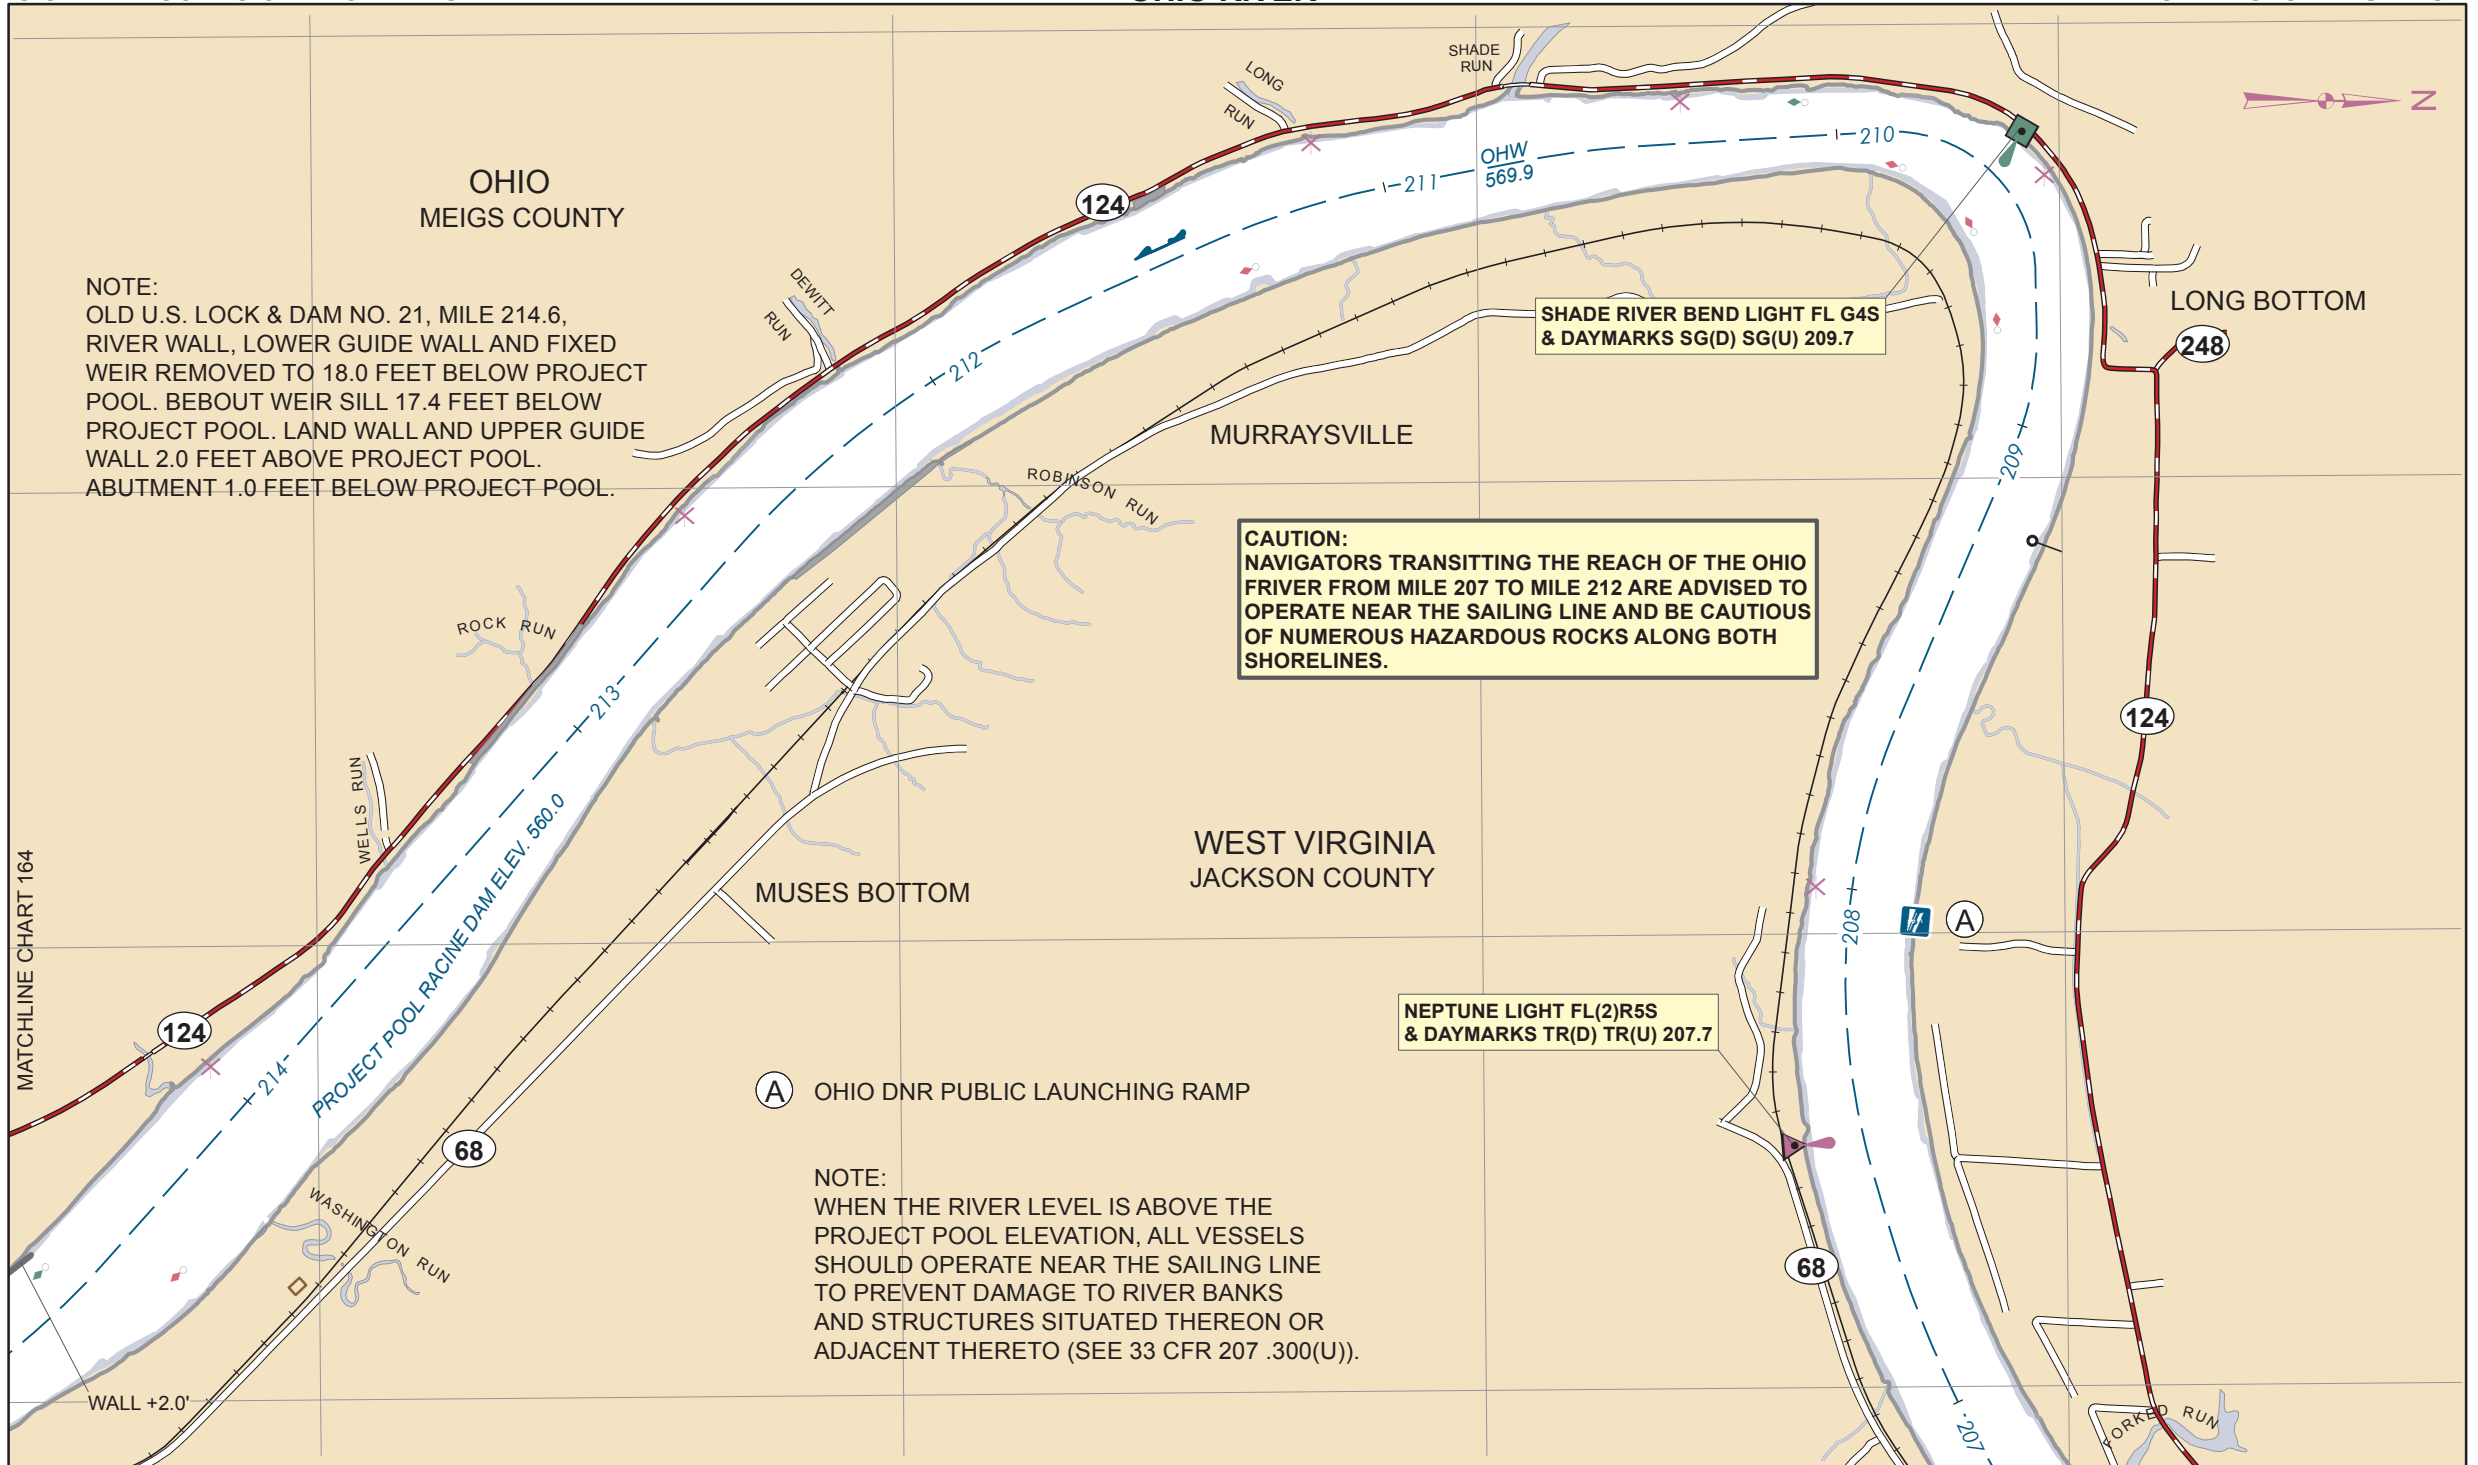 OHIO RIVER
SHADE
RUN
LONG
RUN
N
210
OHW
569.9
211
OHIO
MEIGS COUNTY
124
DEWITT
RUN
NOTE:
OLD U.S. LOCK & DAM NO. 21, MILE 214.6,
RIVER WALL, LOWER GUIDE WALL AND FIXED
WEIR REMOVED TO 18.0 FEET BELOW PROJECT
POOL. BEBOUT WEIR SILL 17.4 FEET BELOW
PROJECT POOL. LAND WALL AND UPPER GUIDE
WALL 2.0 FEET ABOVE PROJECT POOL.
ABUTMENT 1.0 FEET BELOW PROJECT POOL.
SHADE RIVER BEND LIGHT FL G4S
& DAYMARKS SG(D) SG(U) 209.7
LONG BOTTOM
248
212
MURRAYSVILLE
209
ROBINSON RUN
CAUTION:
NAVIGATORS TRANSITTING THE REACH OF THE OHIO
FRIVER FROM MILE 207 TO MILE 212 ARE ADVISED TO
OPERATE NEAR THE SAILING LINE AND BE CAUTIOUS
OF NUMEROUS HAZARDOUS ROCKS ALONG BOTH
SHORELINES.
ROCK RUN
213
124
WELLS RUN
PROJECT POOL RACINE DAM ELEV. 560.0
WEST VIRGINIA
JACKSON COUNTY
MUSES BOTTOM
208
A
MATCHLINE CHART 164
124
NEPTUNE LIGHT FL(2)R5S
& DAYMARKS TR(D) TR(U) 207.7
214
A OHIO DNR PUBLIC LAUNCHING RAMP
68
NOTE:
WHEN THE RIVER LEVEL IS ABOVE THE
PROJECT POOL ELEVATION, ALL VESSELS
SHOULD OPERATE NEAR THE SAILING LINE
TO PREVENT DAMAGE TO RIVER BANKS
AND STRUCTURES SITUATED THEREON OR
ADJACENT THERETO (SEE 33 CFR 207 .300(U)).
WASHINGTON RUN
68
WALL +2.0'
207
FORKED RUN